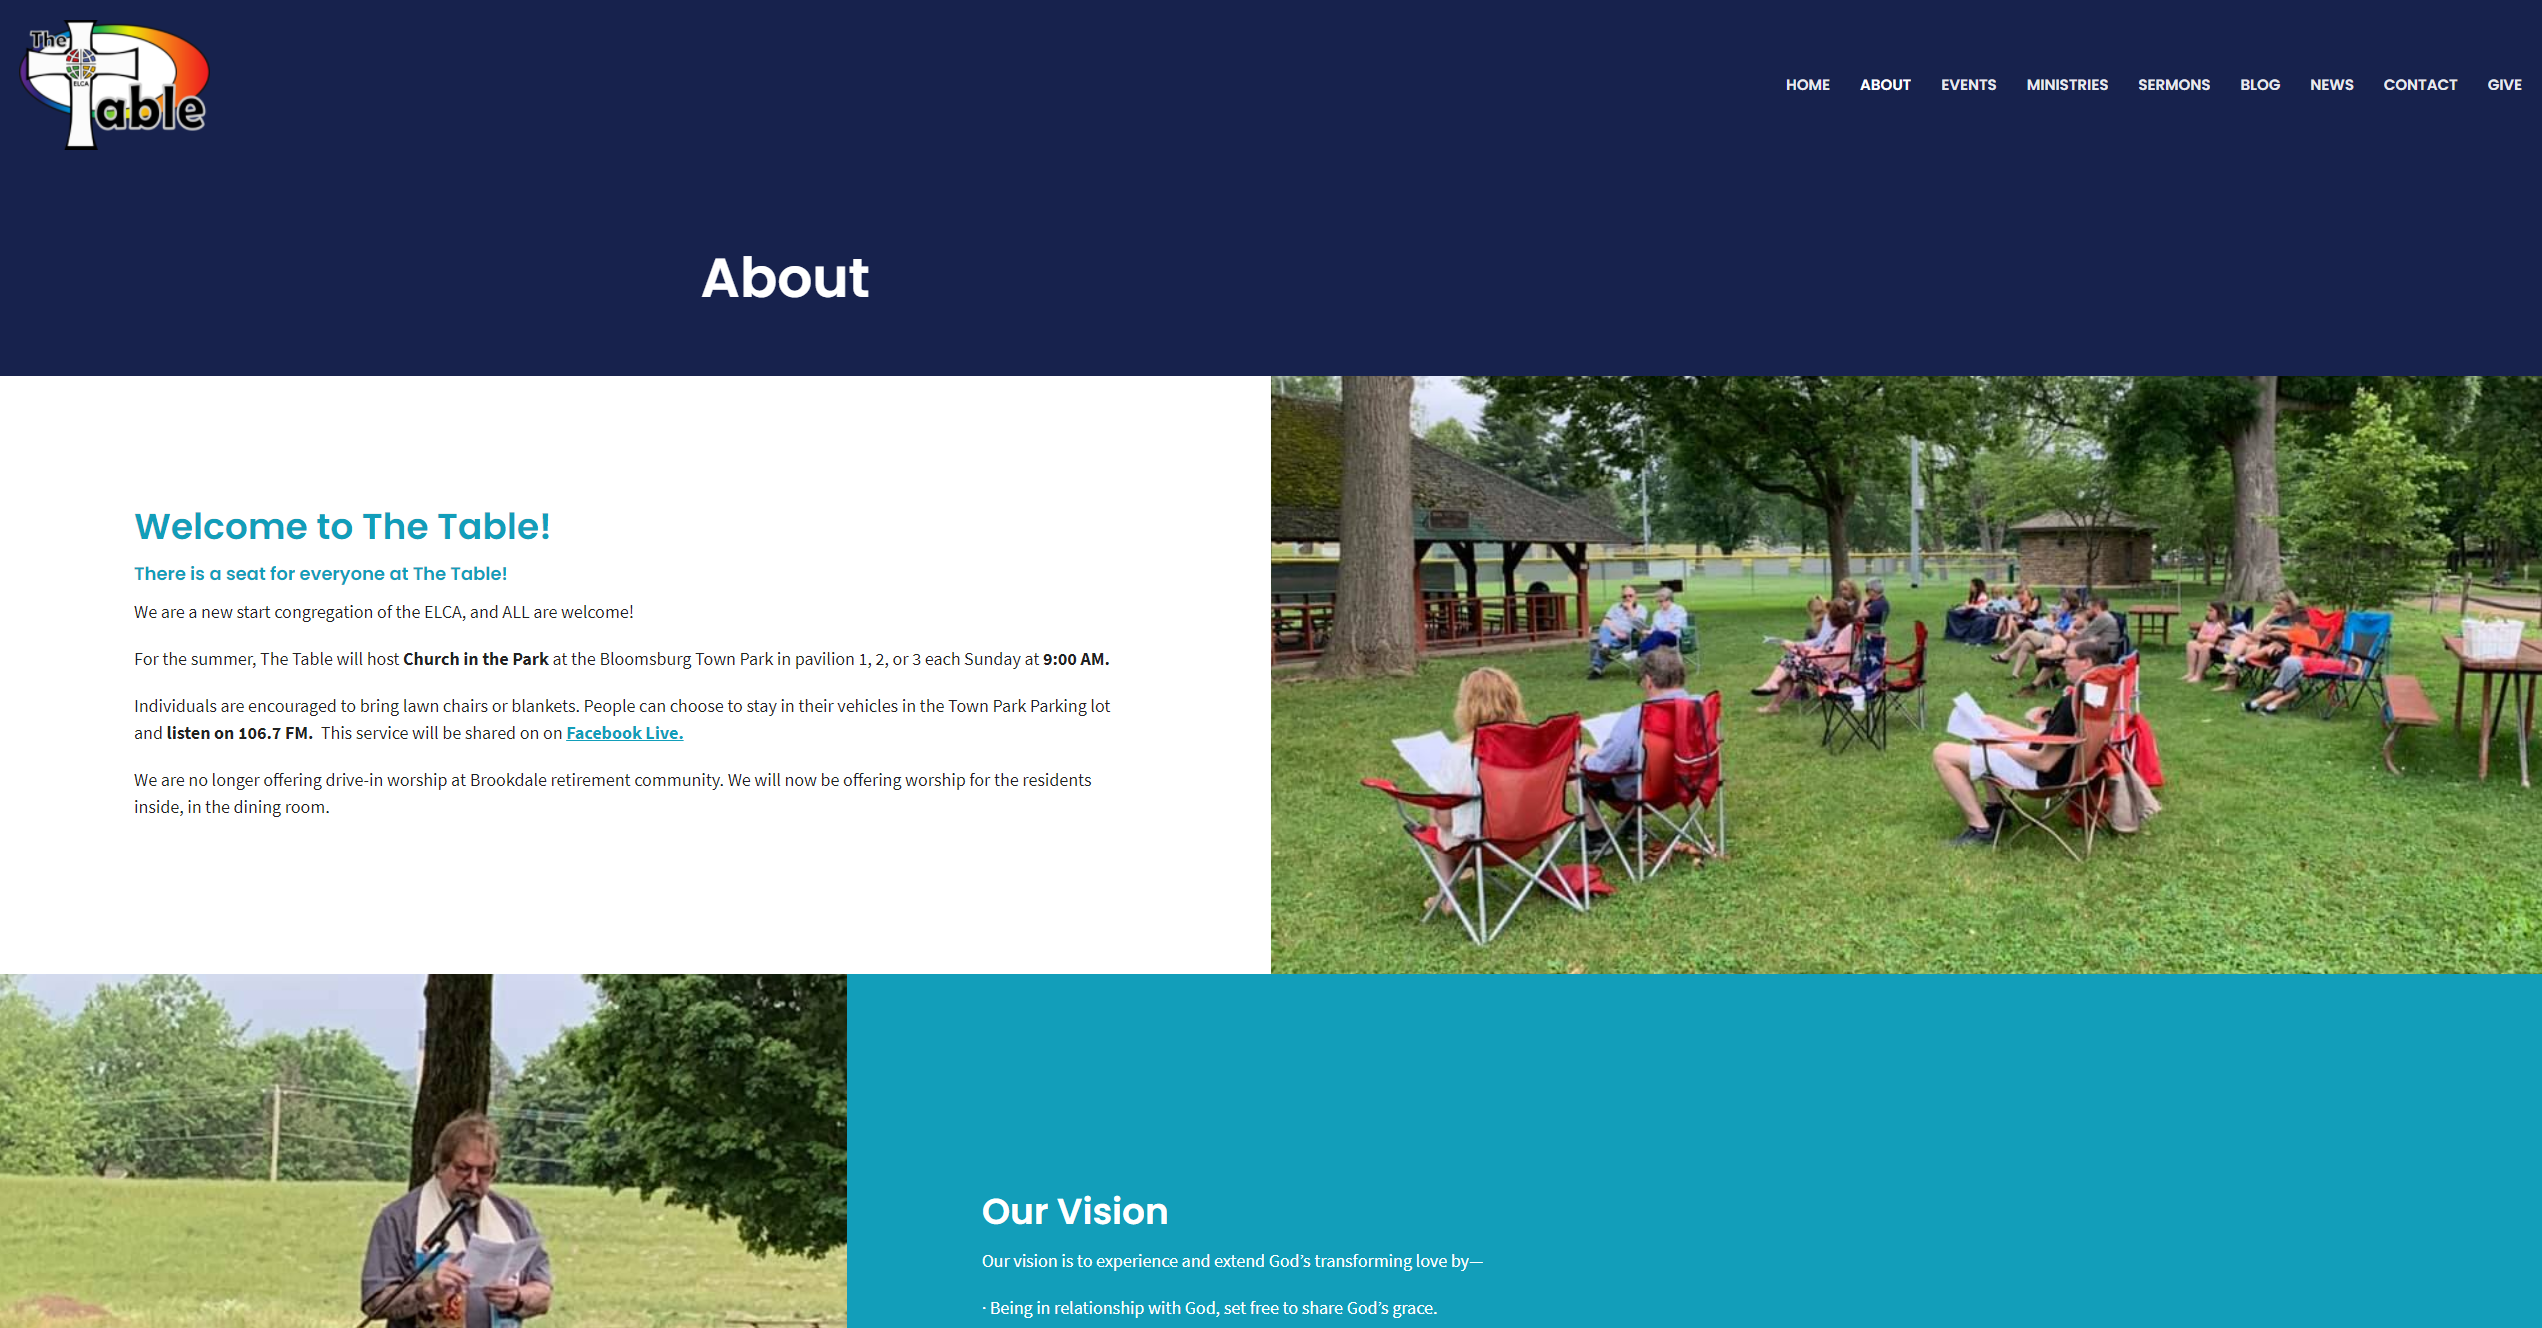 The
ELCA
Table
HOME ABOUT EVENTS MINISTRIES SERMONS BLOG NEWS CONTACT GIVE
About
Welcome to The Table!
There is a seat for everyone at The Table!
We are a new start congregation of the ELCA, and ALL are welcome!
For the summer, The Table will host Church in the Park at the Bloomsburg Town Park in pavilion 1, 2, or 3 each Sunday at 9:00 AM.
Individuals are encouraged to bring lawn chairs or blankets. People can choose to stay in their vehicles in the Town Park Parking lot
and listen on 106.7 FM.  This service will be shared on on Facebook Live.
We are no longer offering drive-in worship at Brookdale retirement community. We will now be offering worship for the residents
inside, in the dining room.
Our Vision
Our vision is to experience and extend God’s transforming love by—
· Being in relationship with God, set free to share God’s grace.